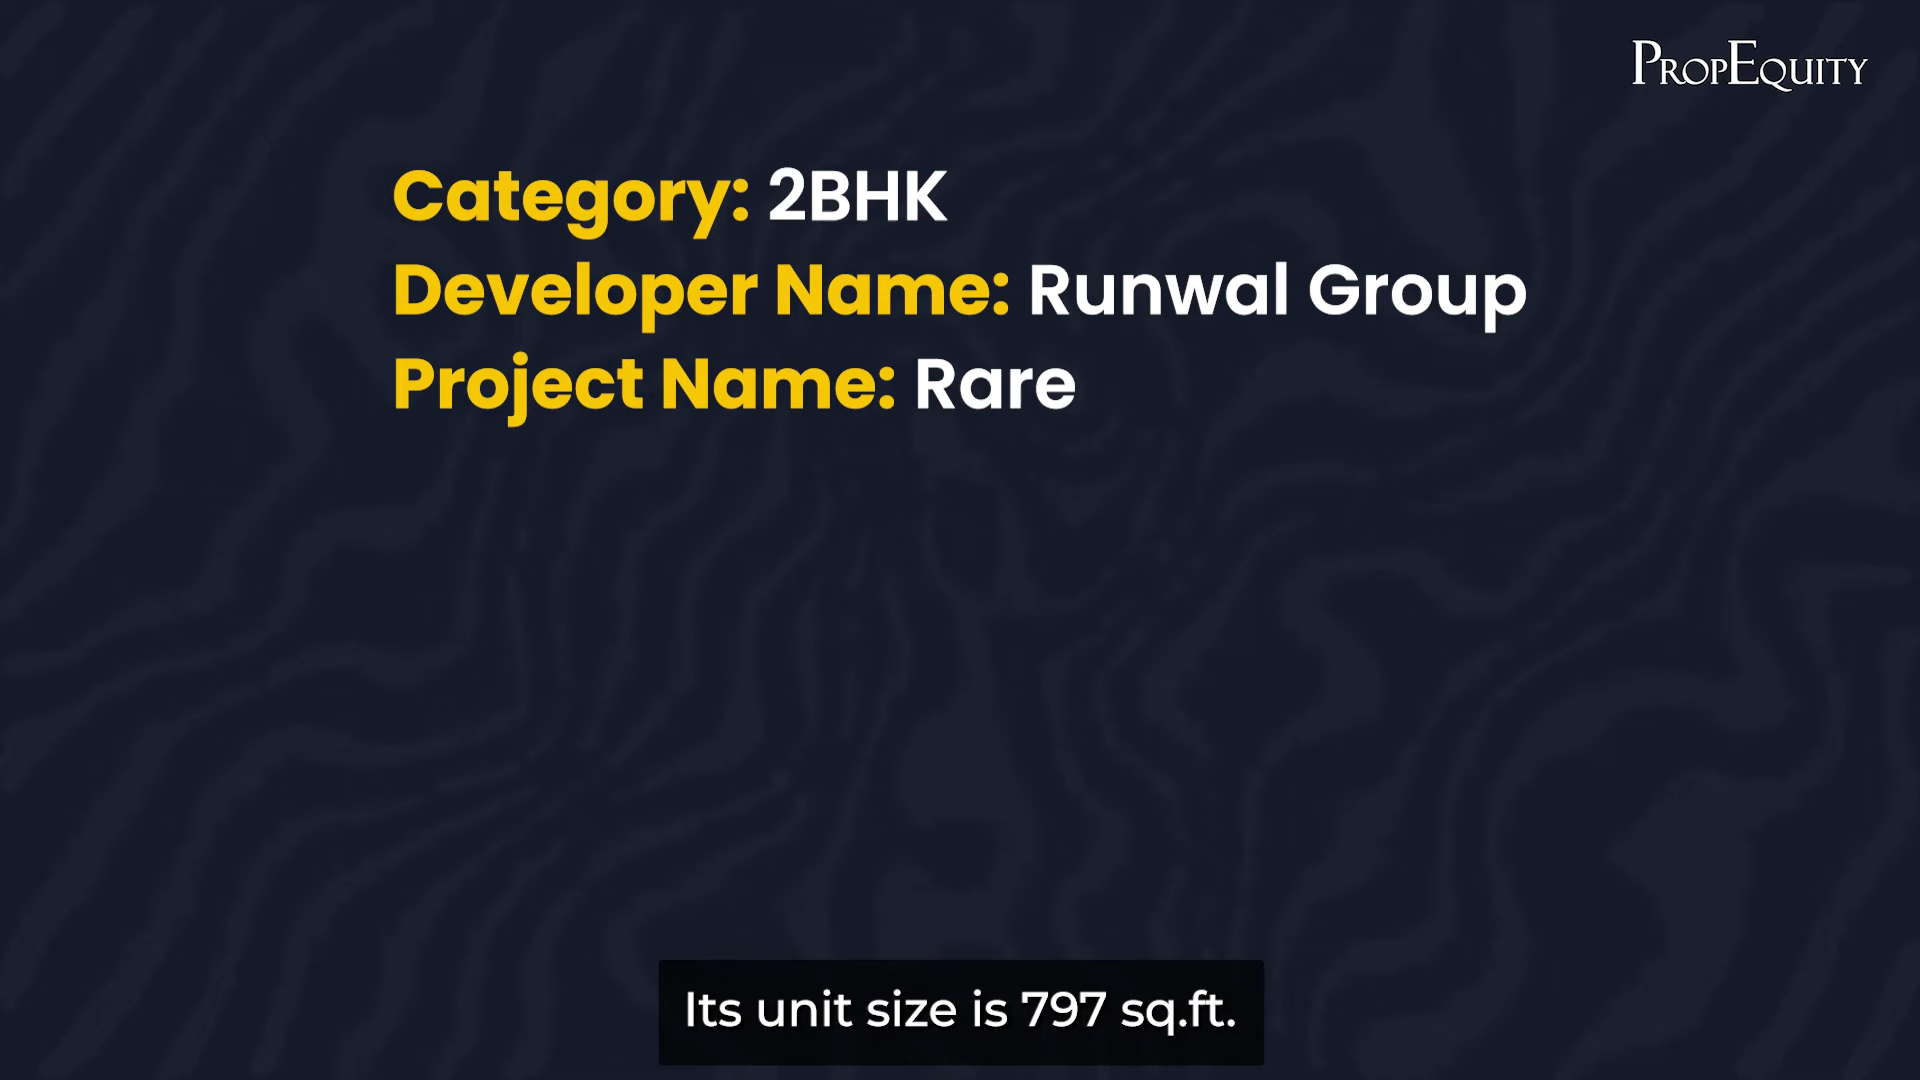 PROPEQUITY
Category: 2BHK
Developer Name: Runwal Group
Project Name: Rare
Its unit size is 797 sq.ft.